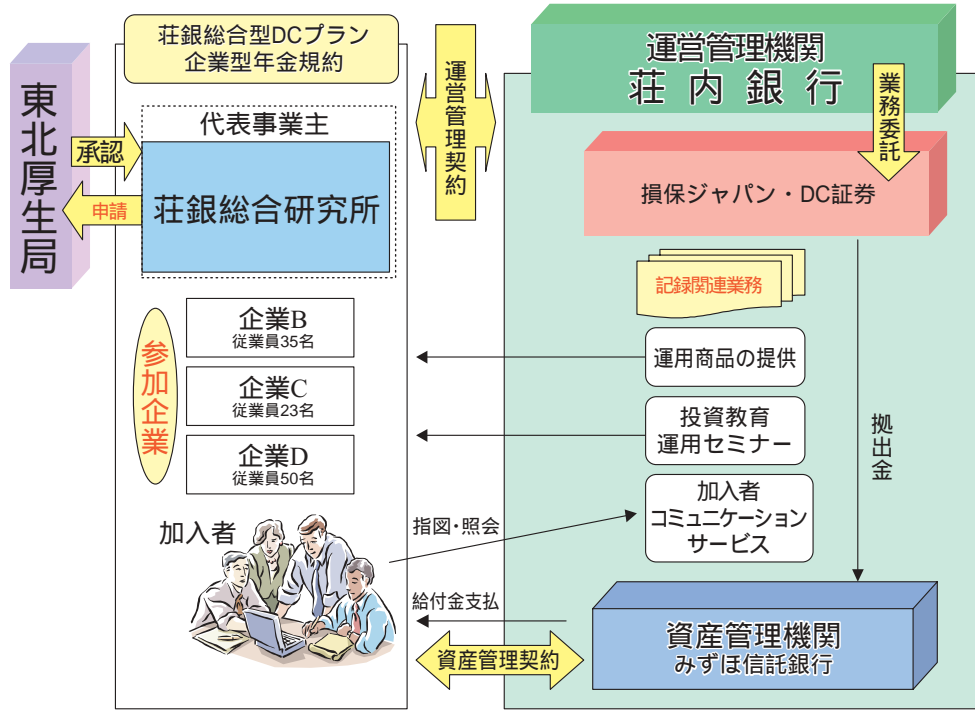 荘銀総合型DCプラン
企業型年金規約
東北厚生局
承認
申請
代表事業主
荘銀総合研究所
運営管理契約
運営管理機関
荘内銀行
業務委託
損保ジャパン・DC証券
記録関連業務
参加企業
企業B
従業員35名
企業C
従業員23名
企業D
従業員50名
運用商品の提供
投資教育
運用セミナー
加入者
コミュニケーション
サービス
拠出金
加入者
指図・照会
給付金支払
資産管理契約
資産管理機関
みずほ信託銀行